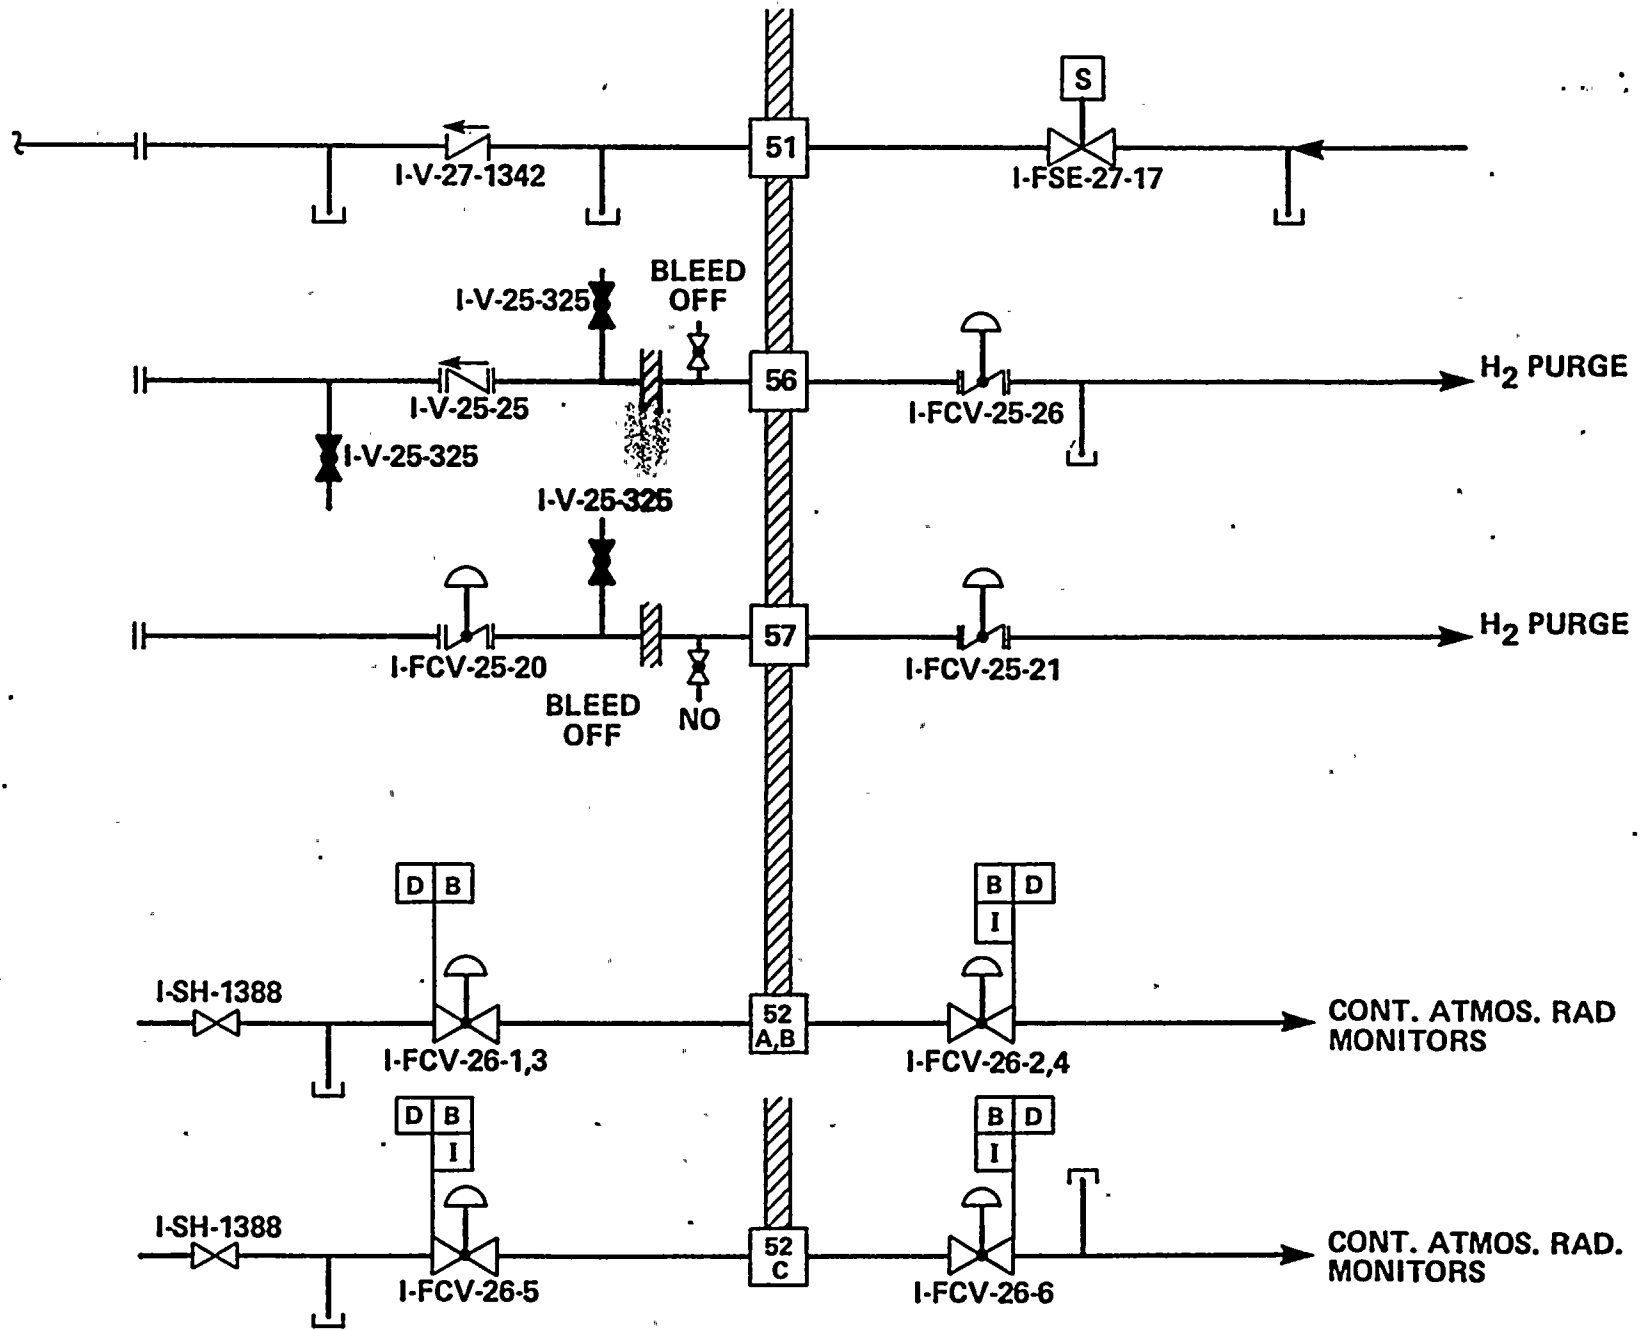 S
51
I-V-27-1342
I-FSE-27-17
BLEED
OFF
I-V-25-325
56
H2 PURGE
I-V-25-25
I-FCV-25-26
I-V-25-325
I-V-25-325
57
H2 PURGE
I-FCV-25-20
I-FCV-25-21
BLEED
OFF
NO
D B
B D
I
I-SH-1388
52
A,B
CONT. ATMOS. RAD
MONITORS
I-FCV-26-1,3
I-FCV-26-2,4
D B
I
B D
I
I-SH-1388
52
C
CONT. ATMOS. RAD.
MONITORS
I-FCV-26-5
I-FCV-26-6